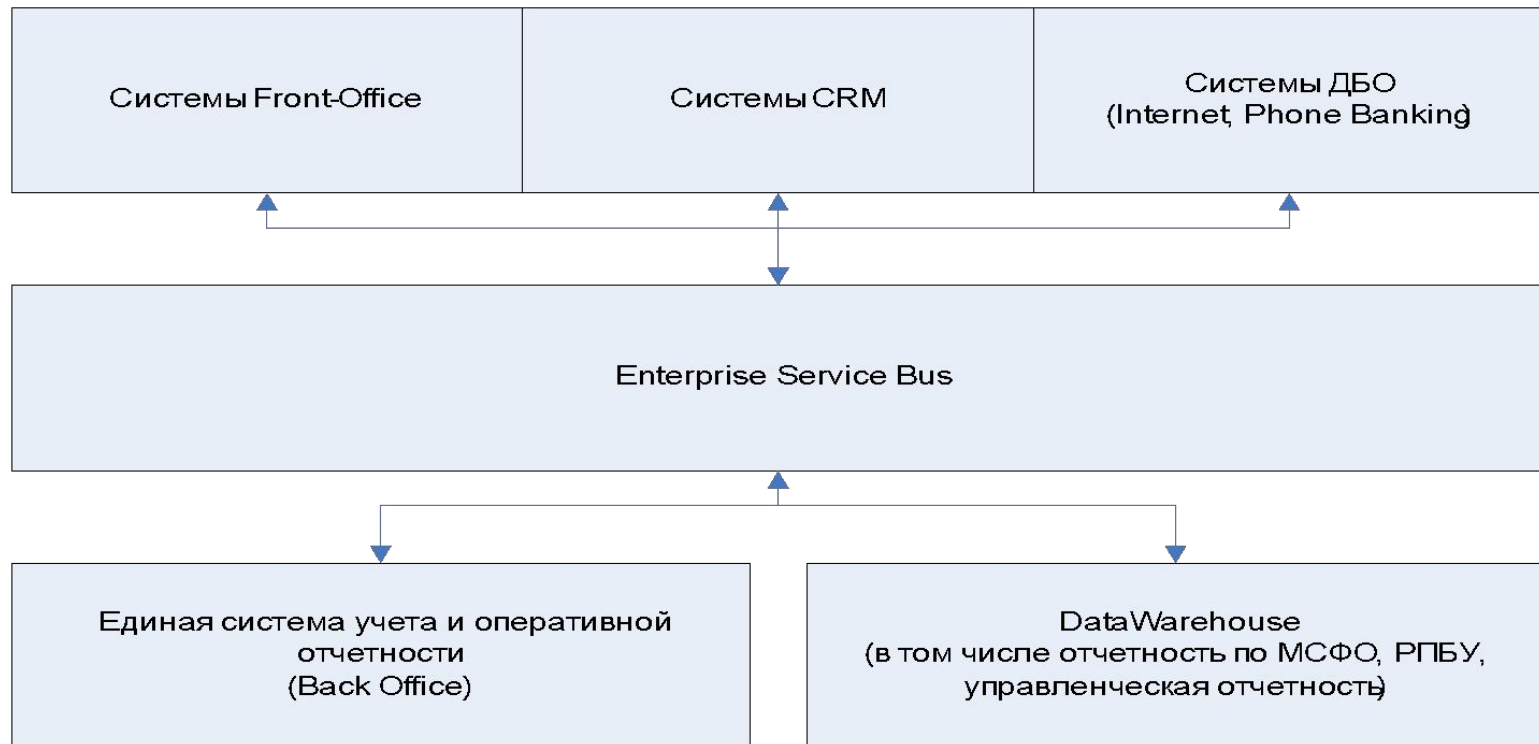 Системы Front-Office
Системы CRM
Системы ДБО
(Internet, Phone Banking)
Enterprise Service Bus
Единая система учета и оперативной
отчетности
(Back Office)
DataWarehouse
(в том числе отчетность по МСФО, РПБУ,
управленческая отчетность)